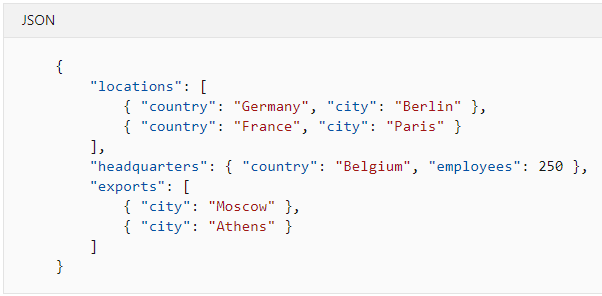 JSON
{
"locations": [
{ "country": "Germany", "city": "Berlin" },
{ "country": "France", "city": "Paris" }
],
"headquarters": { "country": "Belgium", "employees": 250 },
"exports": [
{ "city": "Moscow" },
{ "city": "Athens" }
]
}